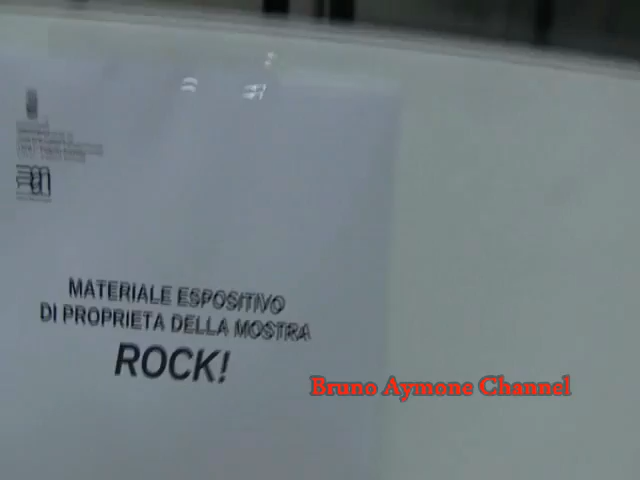 MATERIALE ESPOSITIVO
DI PROPRIETA DELLA MOSTRA
ROCK!
Bruno Aymone Channel